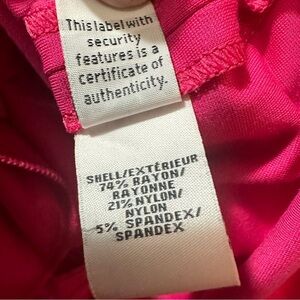 This label with
security
features is a
certificate of
authenticity.
SHELL/EXTÉRIEUR
74% RAYON/
RAYONNE
21% NYLON/
NYLON
5% SPANDEX/
SPANDEX